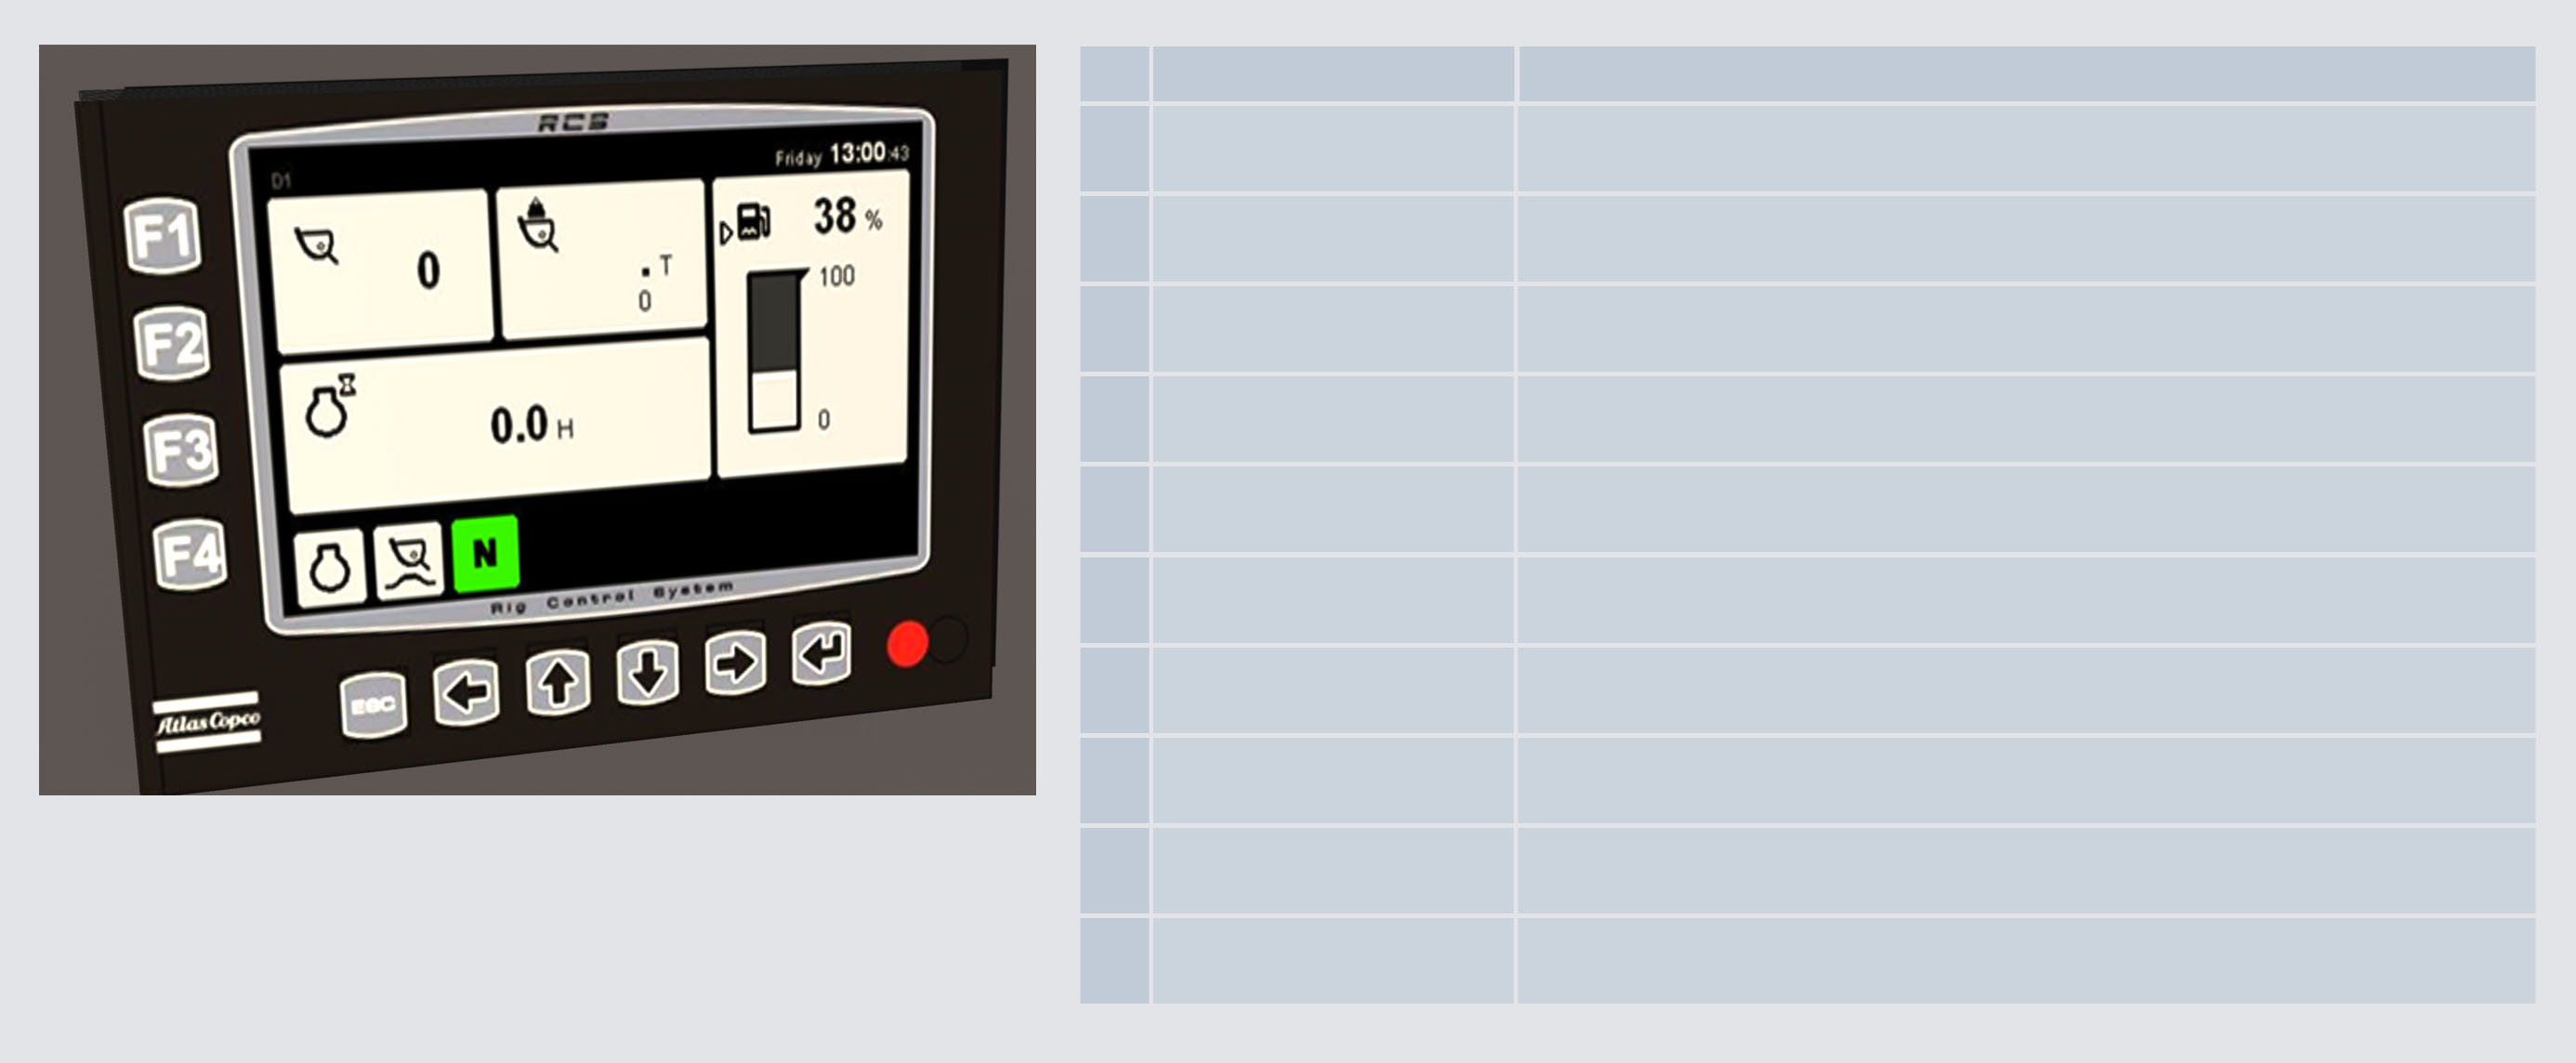 RCS
D1
Friday 13:00:43
F1
0
. T
0
38 %
100
0
F2
0.0 H
F3
F4
N
Rig Control System
ESC
Atlas Copco